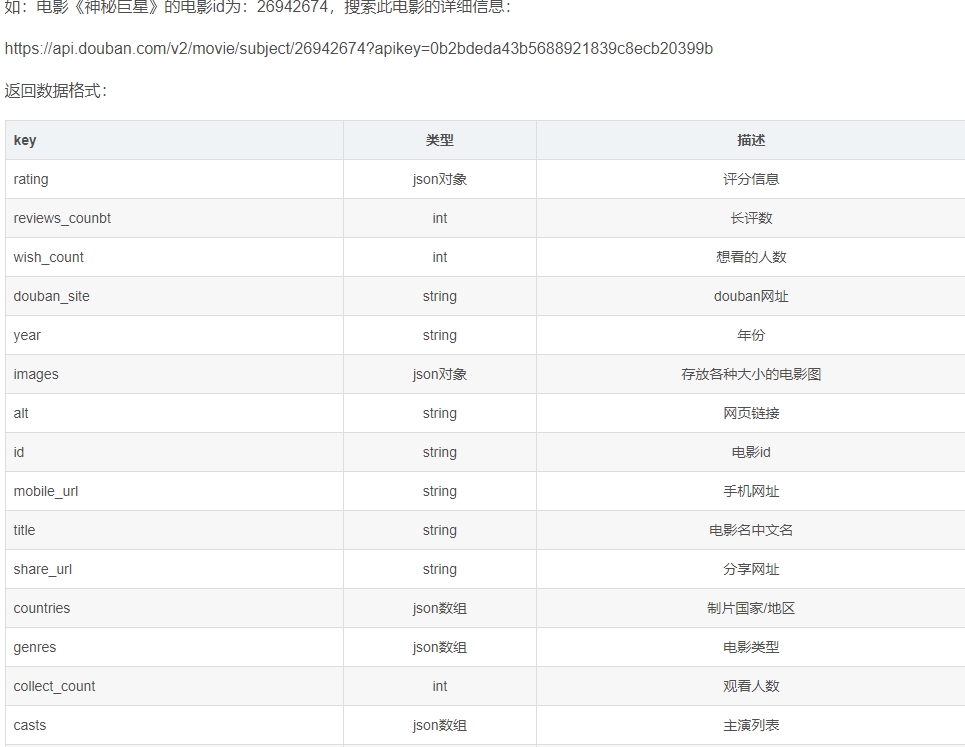 如：电影《神秘巨星》的电影id为：26942674，搜索此电影的详细信息：
https://api.douban.com/v2/movie/subject/26942674?apikey=0b2bdeda43b5688921839c8ecb20399b
返回数据格式：
key 类型 描述
rating json对象 评分信息
reviews_counbt int 长评数
wish_count int 想看的人数
douban_site string douban网址
year string 年份
images json对象 存放各种大小的电影图
alt string 网页链接
id string 电影id
mobile_url string 手机网址
title string 电影名中文名
share_url string 分享网址
countries json数组 制片国家/地区
genres json数组 电影类型
collect_count int 观看人数
casts json数组 主演列表